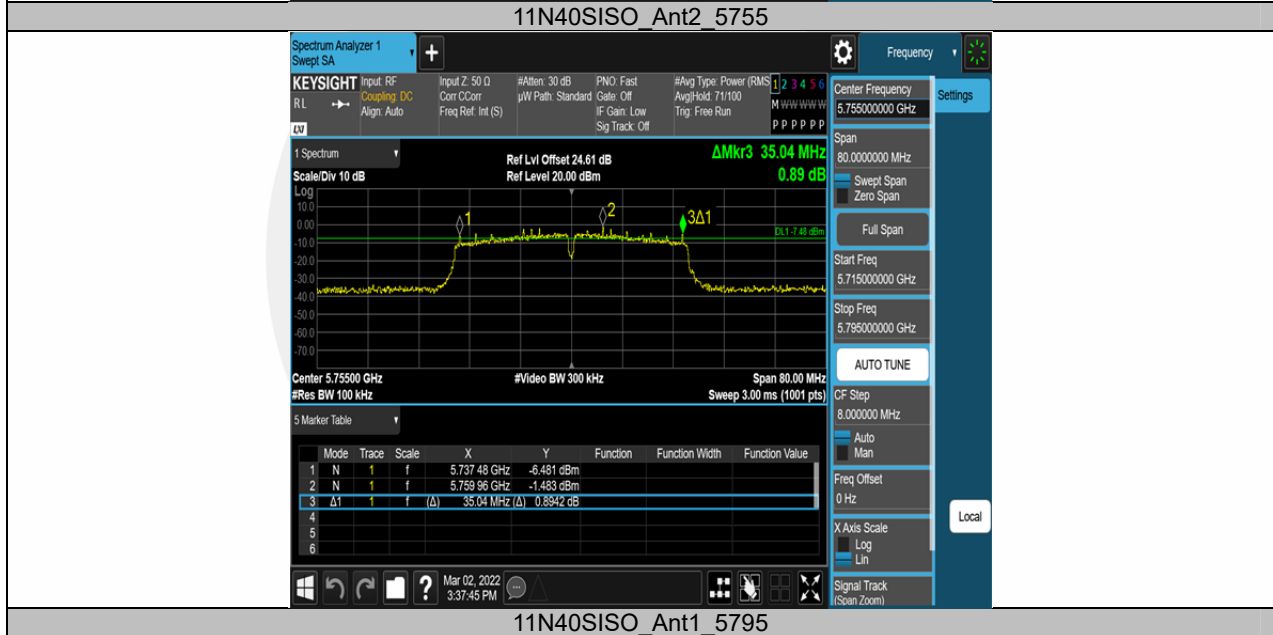 11N40SISO_Ant2_5755
Spectrum Analyzer 1
Swept SA
+
Frequency
KEYSIGHT
RL
LXI
Input: RF
Coupling: DC
Align: Auto
Input Z: 50 Ω
Corr CCorr
Freq Ref: Int (S)
#Atten: 30 dB
µW Path: Standard
PNO: Fast
Gate: Off
IF Gain: Low
Sig Track: Off
#Avg Type: Power (RMS
Avg|Hold: 71/100
Trig: Free Run
1 2 3 4 5 6
M W W W W W
P P P P P P
Center Frequency
5.755000000 GHz
Settings
Span
80.0000000 MHz
Swept Span
Zero Span
Full Span
Start Freq
5.715000000 GHz
Stop Freq
5.795000000 GHz
AUTO TUNE
CF Step
8.000000 MHz
Auto
Man
Freq Offset
0 Hz
X Axis Scale
Log
Lin
Signal Track
(Span Zoom)
Local
1 Spectrum
Scale/Div 10 dB
Ref Lvl Offset 24.61 dB
Ref Level 20.00 dBm
ΔMkr3 35.04 MHz
0.89 dB
Log
10.0
0.00
-10.0
-20.0
-30.0
-40.0
-50.0
-60.0
-70.0
1
2
3Δ1
DL1 -7.48 dBm
Center 5.75500 GHz
#Video BW 300 kHz
Span 80.00 MHz
#Res BW 100 kHz
Sweep 3.00 ms (1001 pts)
5 Marker Table
Mode Trace Scale X Y Function Function Width Function Value
1 N 1 f 5.737 48 GHz -6.481 dBm
2 N 1 f 5.759 96 GHz -1.483 dBm
3 Δ1 1 f (Δ) 35.04 MHz (Δ) 0.8942 dB
4
5
6
?
Mar 02, 2022
3:37:45 PM
11N40SISO_Ant1_5795